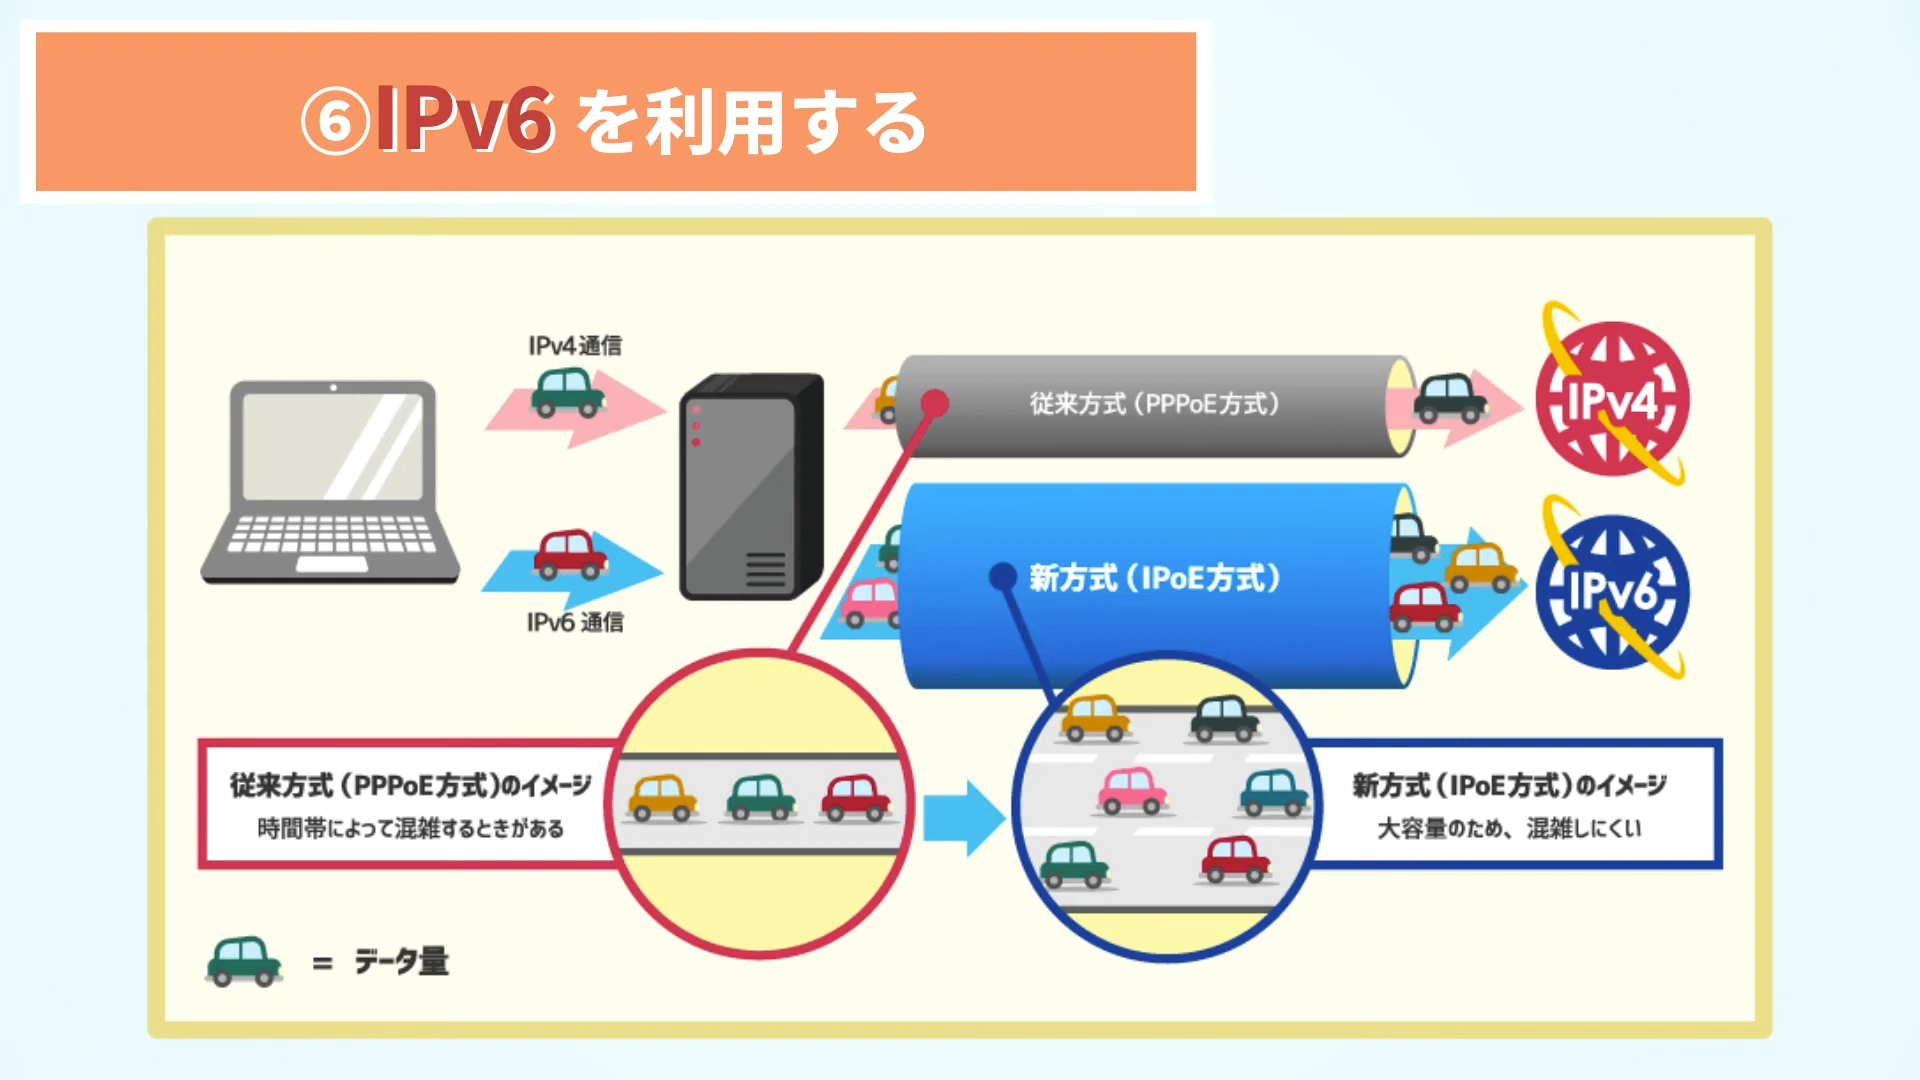 ⑥IPv6 を利用する
IPv4通信
従来方式（PPPoE方式）
IPv4
新方式（IPoE方式）
IPv6
IPv6 通信
従来方式（PPPoE方式）のイメージ
時間帯によって混雑するときがある
新方式（IPoE方式）のイメージ
大容量のため、混雑しにくい
= データ量